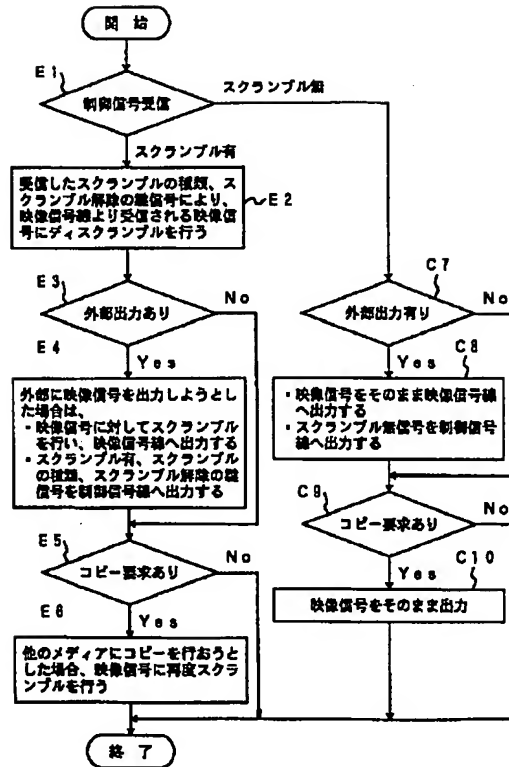 開 始
E1
制御信号受信
スクランブル無
スクランブル有
受信したスクランブルの種類、ス
クランブル解除の鍵信号により、
映像信号線より受信される映像信
号にディスクランブルを行う
E2
E3
外部出力あり
No
Yes
E4
外部に映像信号を出力しようとし
た場合は、
・映像信号に対してスクランブル
を行い、映像信号線へ出力する
・スクランブル有、スクランブル
の種類、スクランブル解除の鍵
信号を制御信号線へ出力する
E5
コピー要求あり
No
Yes
E6
他のメディアにコピーを行おうと
した場合、映像信号に再度スクラ
ンブルを行う
C7
外部出力有り
No
Yes
C8
・映像信号をそのまま映像信号線
へ出力する
・スクランブル無信号を制御信号
線へ出力する
C9
コピー要求あり
No
Yes
C10
映像信号をそのまま出力
終 了